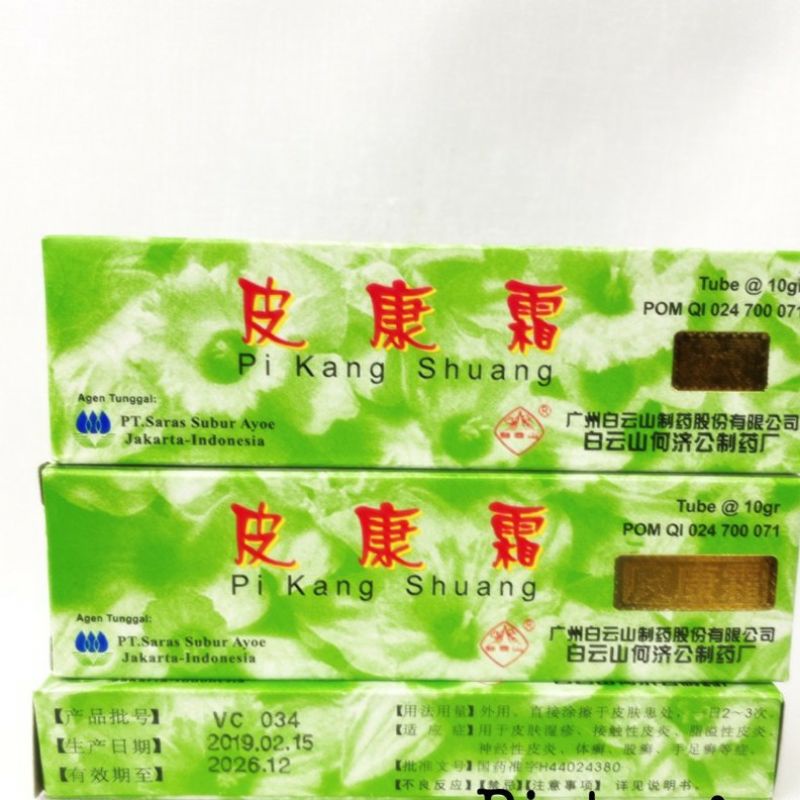 皮康霜
Pi Kang Shuang
Tube @ 10gr
POM QI 024 700 071
Agen Tunggal:
PT.Saras Subur Ayoe
Jakarta-Indonesia
广州白云山制药股份有限公司
白云山何济公制药厂
皮康霜
Pi Kang Shuang
Tube @ 10gr
POM QI 024 700 071
Agen Tunggal:
PT.Saras Subur Ayoe
Jakarta-Indonesia
广州白云山制药股份有限公司
白云山何济公制药厂
【产品批号】 VC 034
【生产日期】 2019.02.15
【有效期至】 2026.12
【用法用量】外用。直接涂擦于皮肤患处，一日2~3次。
【适应症】用于皮肤湿疹、接触性皮炎、脂溢性皮炎、
神经性皮炎、体癣、股癣、手足癣等症。
【批准文号】国药准字H44024380
【不良反应】【禁忌】【注意事项】 详见说明书。